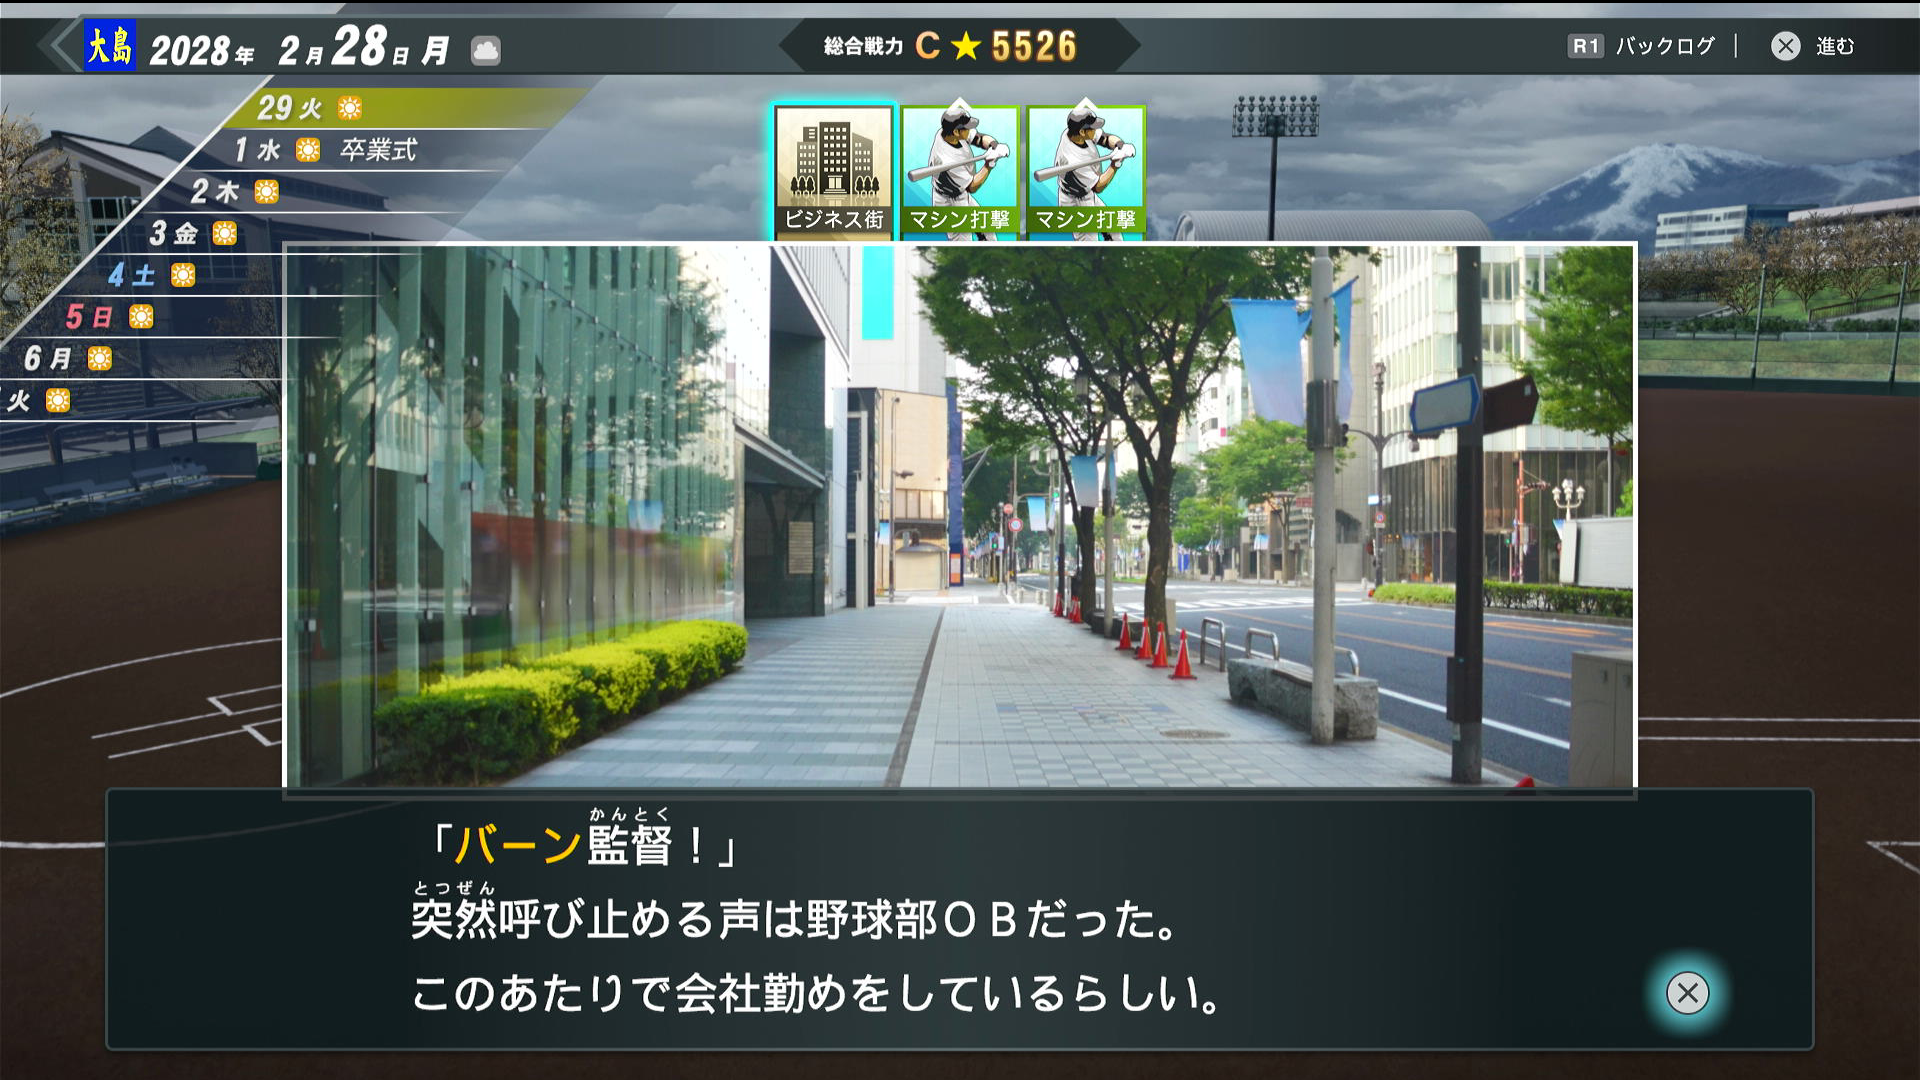 大島 2028年 2月28日 月
総合戦力 C ★ 5526
R1 バックログ | ⊗ 進む
29 火
1 水 卒業式
2 木
3 金
4 土
5 日
6 月
火
ビジネス街 マシン打撃 マシン打撃
かんとく
「バーン監督！」
とつぜん
突然呼び止める声は野球部ＯＢだった。
このあたりで会社勤めをしているらしい。